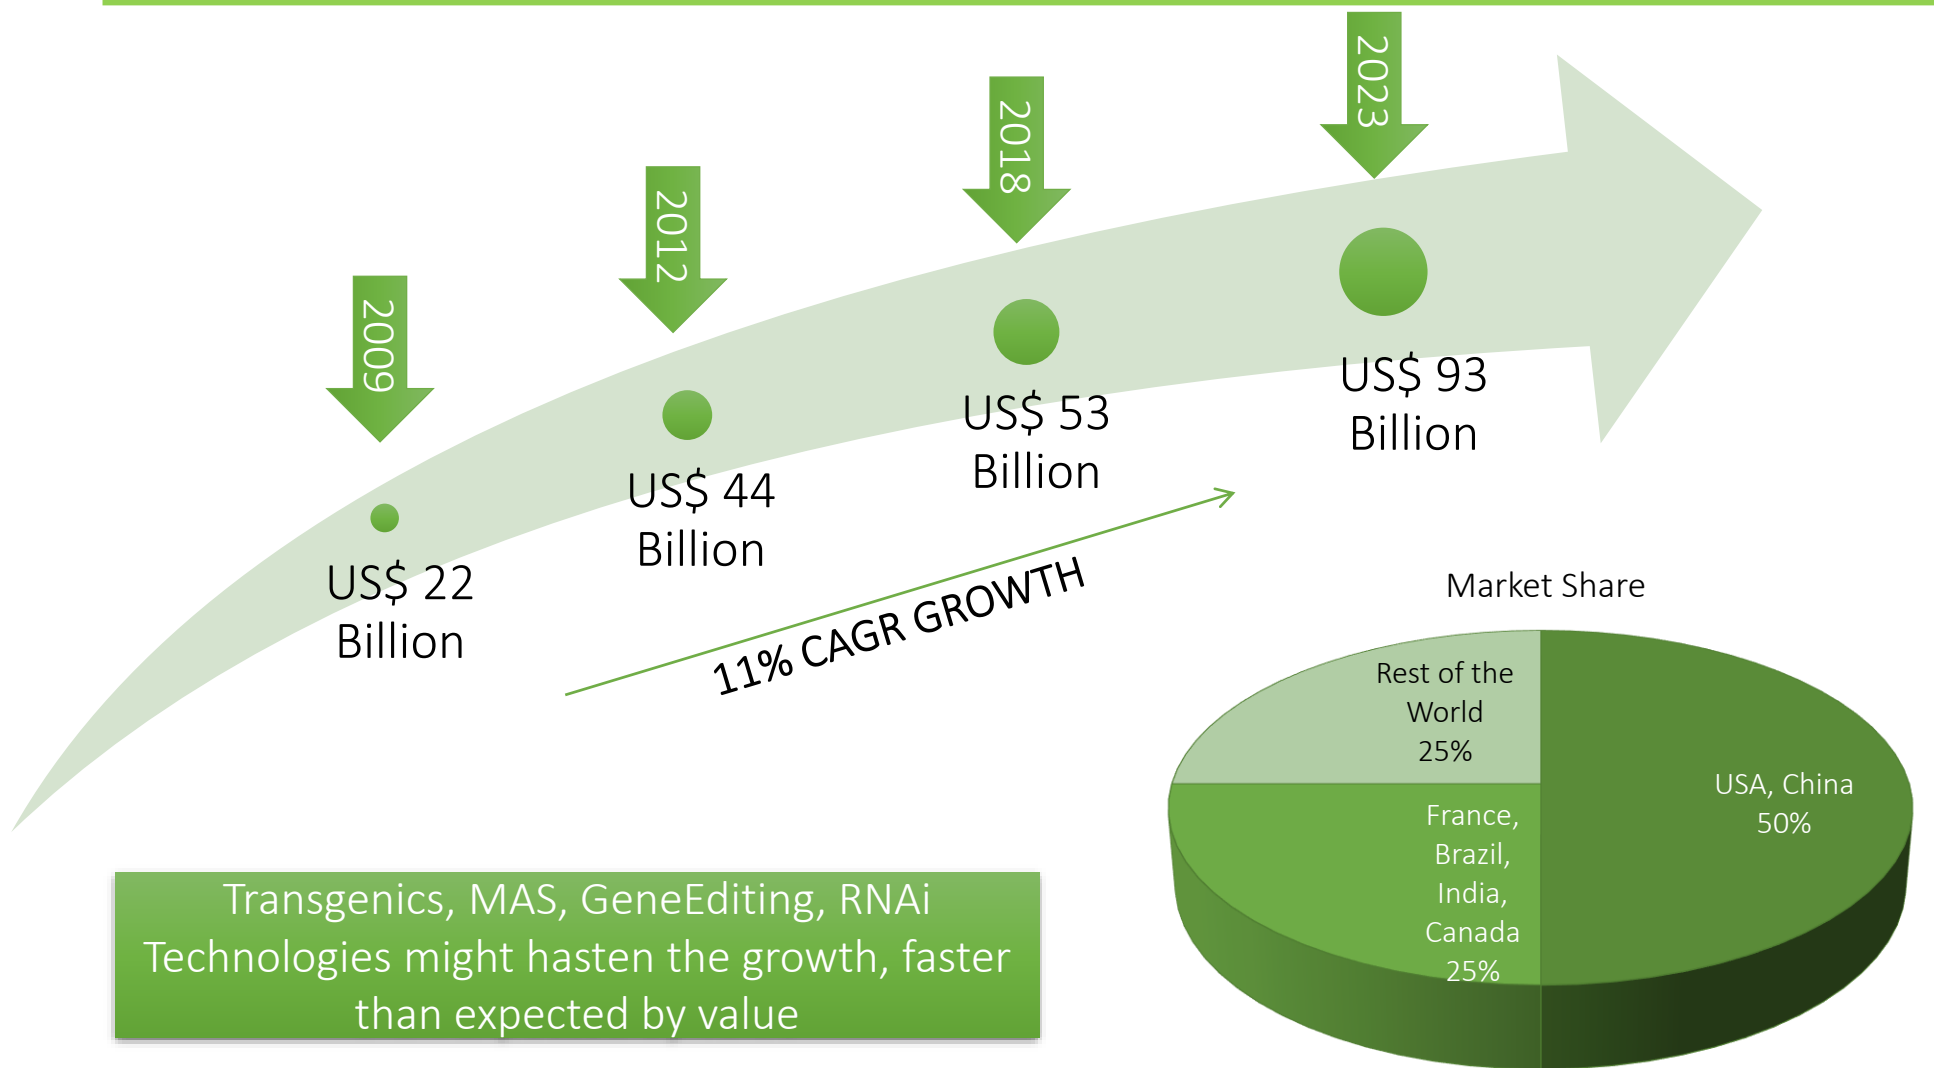 2009
US$ 22
Billion
2012
US$ 44
Billion
2018
US$ 53
Billion
2023
US$ 93
Billion
11% CAGR GROWTH
Market Share
Rest of the
World
25%
USA, China
50%
France,
Brazil,
India,
Canada
25%
Transgenics, MAS, GeneEditing, RNAi
Technologies might hasten the growth, faster
than expected by value